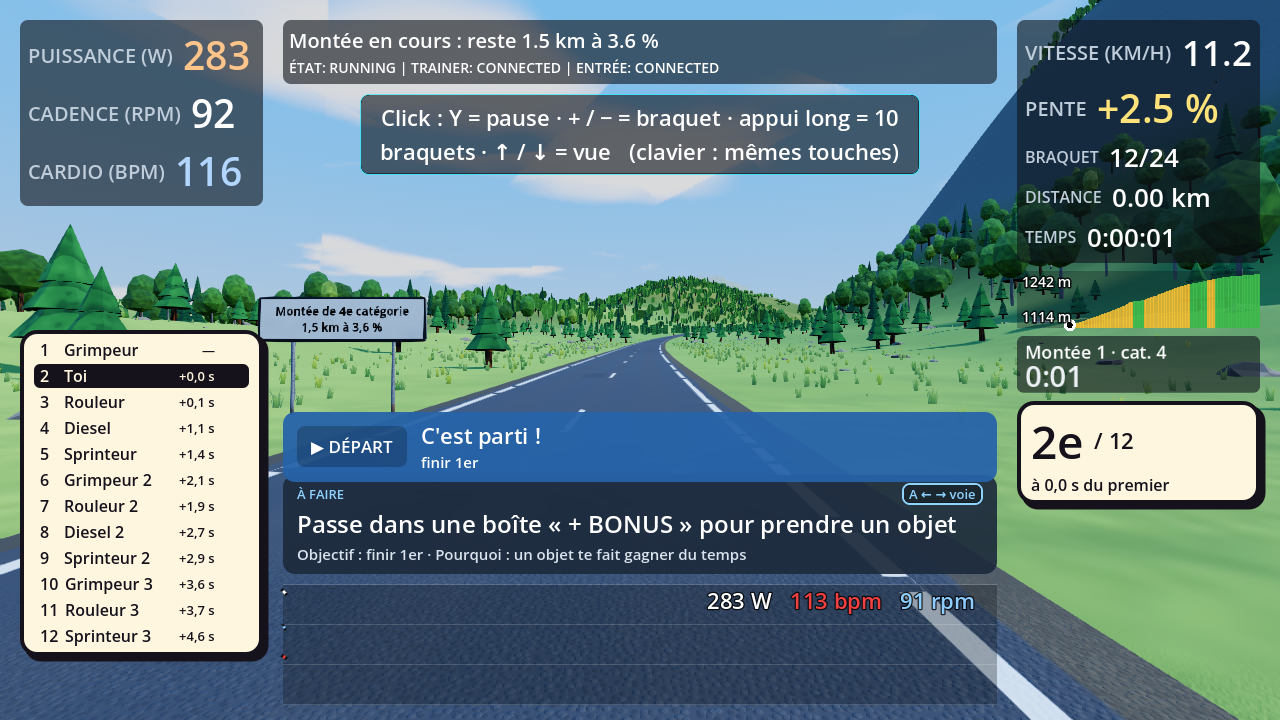 PUISSANCE (W) 283
CADENCE (RPM) 92
CARDIO (BPM) 116
Montée en cours : reste 1.5 km à 3.6 %
ÉTAT: RUNNING | TRAINER: CONNECTED | ENTRÉE: CONNECTED
Click : Y = pause · + / − = braquet · appui long = 10
braquets · ↑ / ↓ = vue (clavier : mêmes touches)
VITESSE (KM/H) 11.2
PENTE +2.5 %
BRAQUET 12/24
DISTANCE 0.00 km
TEMPS 0:00:01
1242 m
1114 m
Montée 1 · cat. 4
0:01
2e / 12
à 0,0 s du premier
Montée de 4e catégorie
1,5 km à 3,6 %
1 Grimpeur —
2 Toi +0,0 s
3 Rouleur +0,1 s
4 Diesel +1,1 s
5 Sprinteur +1,4 s
6 Grimpeur 2 +2,1 s
7 Rouleur 2 +1,9 s
8 Diesel 2 +2,7 s
9 Sprinteur 2 +2,9 s
10 Grimpeur 3 +3,6 s
11 Rouleur 3 +3,7 s
12 Sprinteur 3 +4,6 s
▶ DÉPART
C'est parti !
finir 1er
À FAIRE
A ← → voie
Passe dans une boîte « + BONUS » pour prendre un objet
Objectif : finir 1er · Pourquoi : un objet te fait gagner du temps
283 W 113 bpm 91 rpm